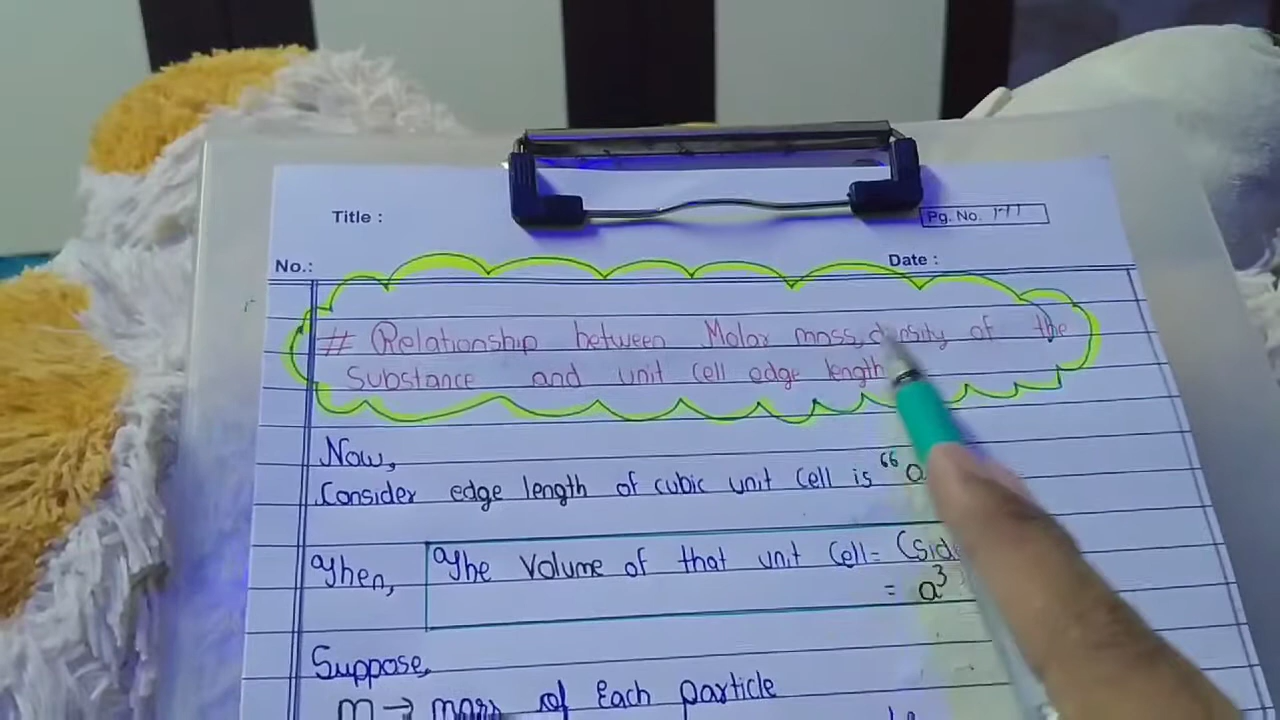 Title :
Pg. No.
No.:
Date :
# Relationship between Molar mass, density of the
Substance and unit cell edge length
Now,
Consider edge length of cubic unit cell is "a
Then, The volume of that unit cell = (sid
= a³
Suppose,
m → mass of each particle